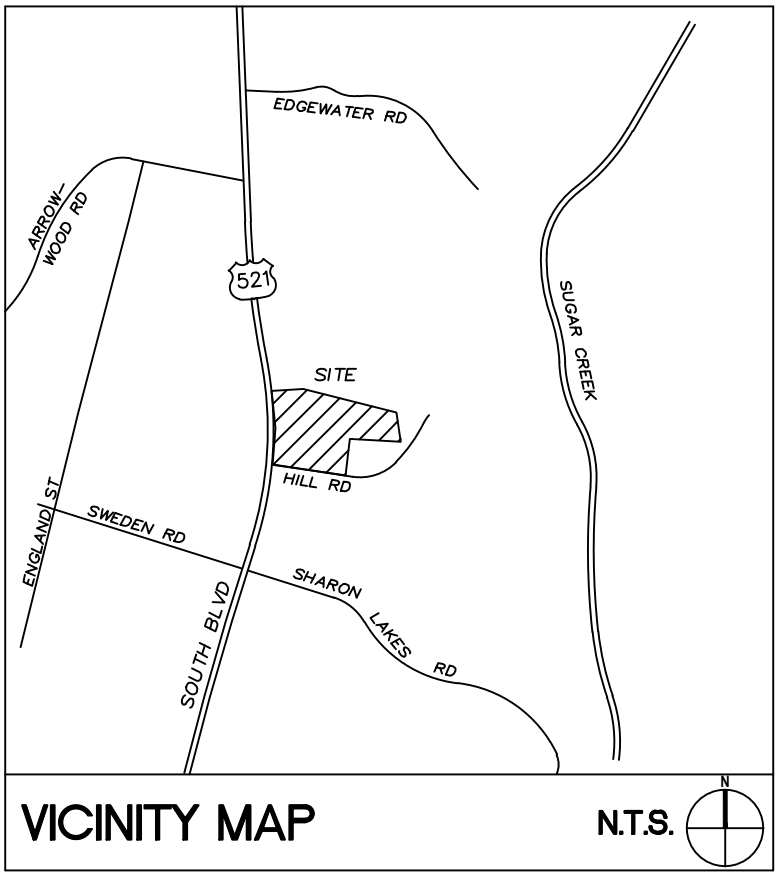 EDGEWATER RD
ARROW-
WOOD RD
521
SUGAR CREEK
SITE
HILL RD
ENGLAND ST
SWEDEN RD
SHARON
LAKES
RD
SOUTH BLVD
VICINITY MAP
N.T.S.
N